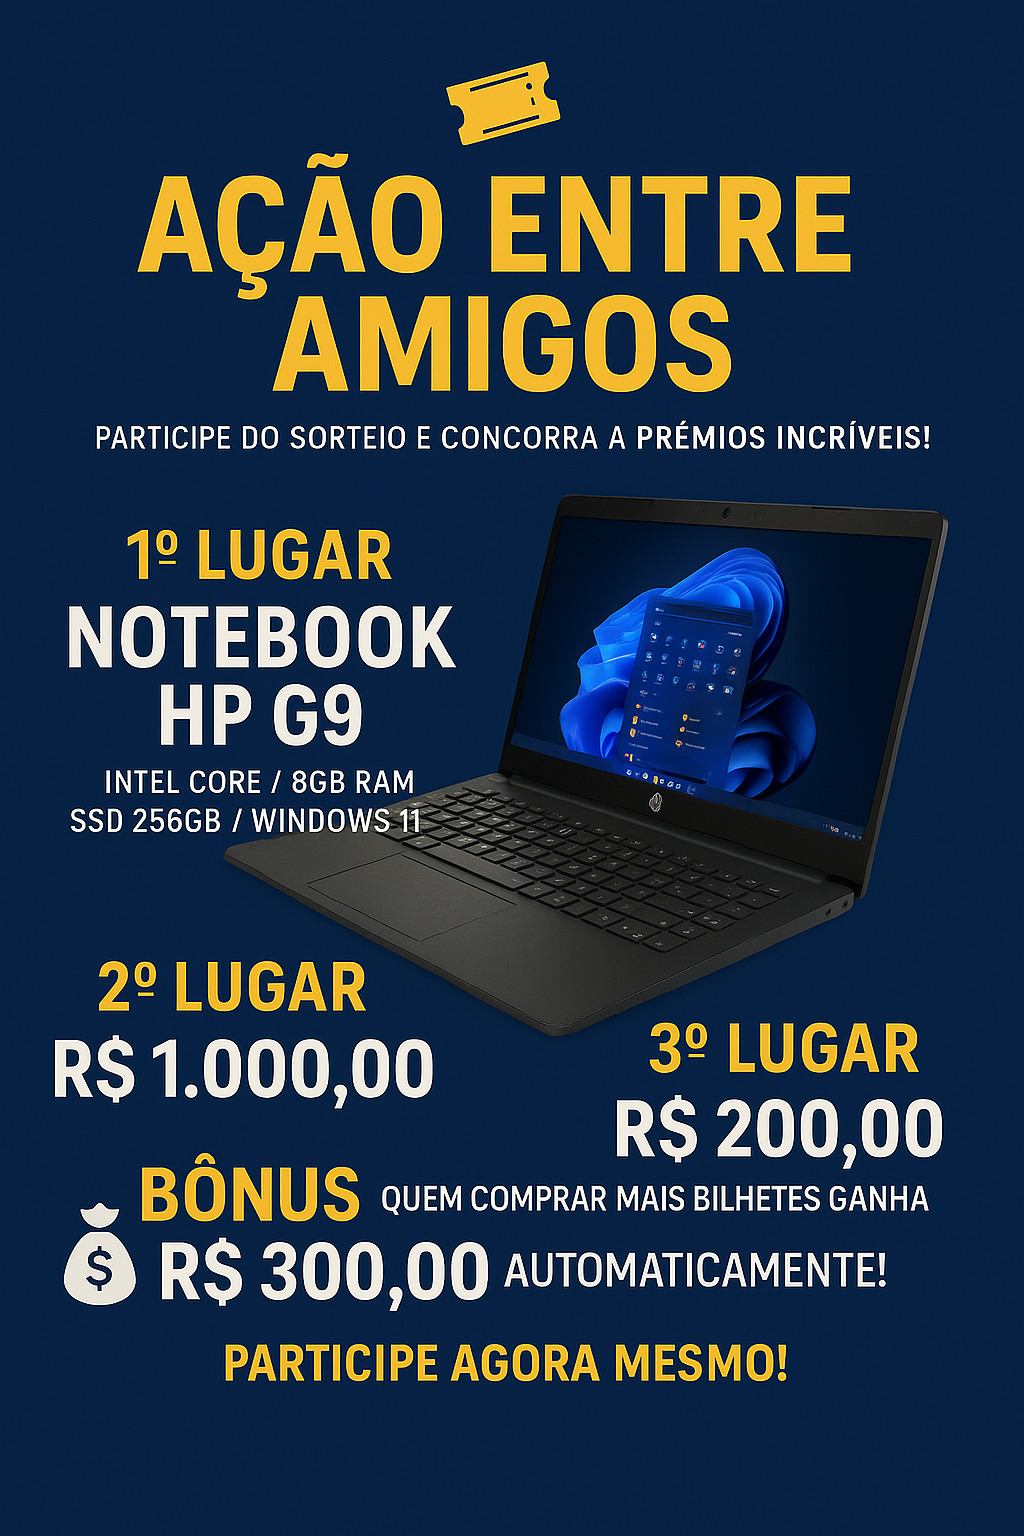 AÇÃO ENTRE
AMIGOS
PARTICIPE DO SORTEIO E CONCORRA A PRÉMIOS INCRÍVEIS!
1º LUGAR
NOTEBOOK
HP G9
INTEL CORE / 8GB RAM
SSD 256GB / WINDOWS 11
2º LUGAR
R$ 1.000,00
3º LUGAR
R$ 200,00
BÔNUS QUEM COMPRAR MAIS BILHETES GANHA
$ R$ 300,00 AUTOMATICAMENTE!
PARTICIPE AGORA MESMO!